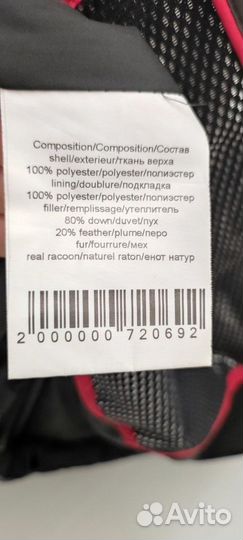 Composition/Composition/Состав
shell/exterieur/ткань верха
100% polyester/polyester/полиэстер
lining/doublure/подкладка
100% polyester/polyester/полиэстер
filler/remplissage/утеплитель
80% down/duvet/пух
20% feather/plume/перо
fur/fourrure/мех
real racoon/naturel raton/енот натур
2 000000 720692
Avito